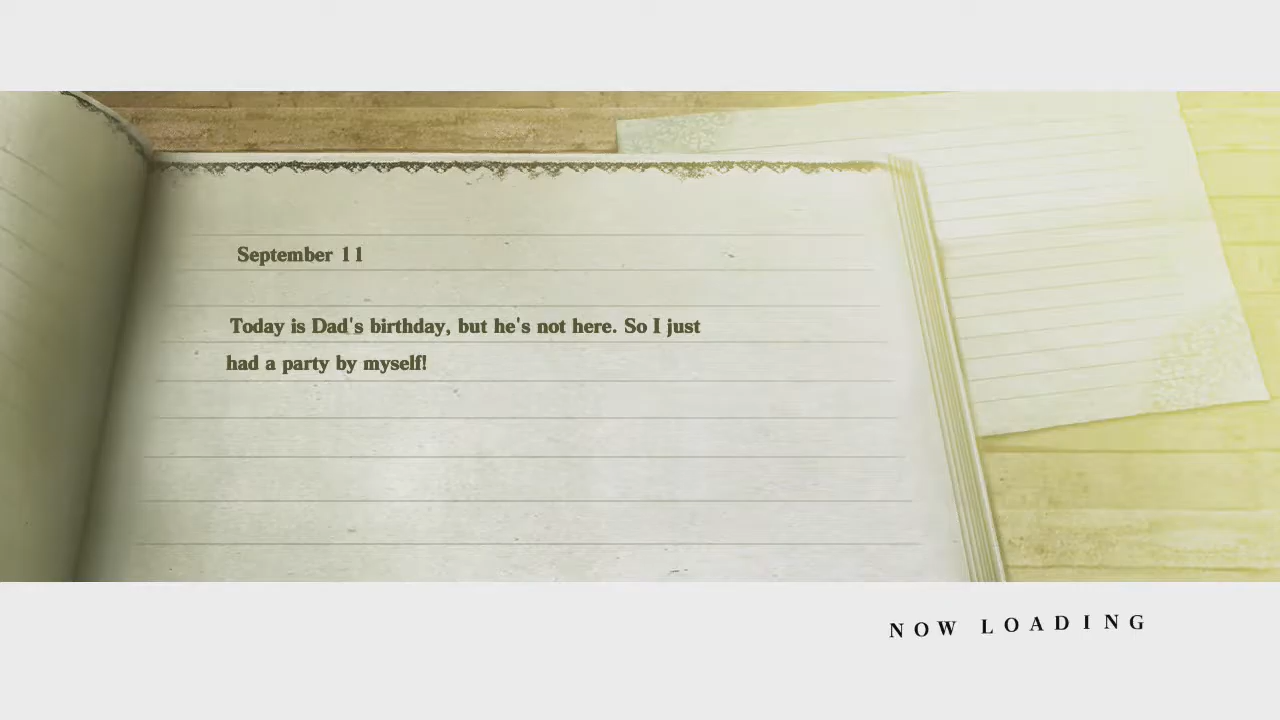 September 11
Today is Dad's birthday, but he's not here. So I just
had a party by myself!
NOW LOADING